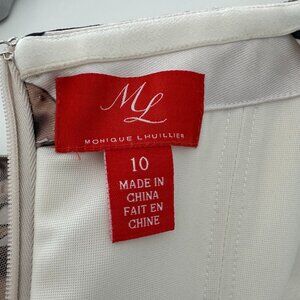 ML
MONIQUE LHUILLIER
10
MADE IN
CHINA
FAIT EN
CHINE